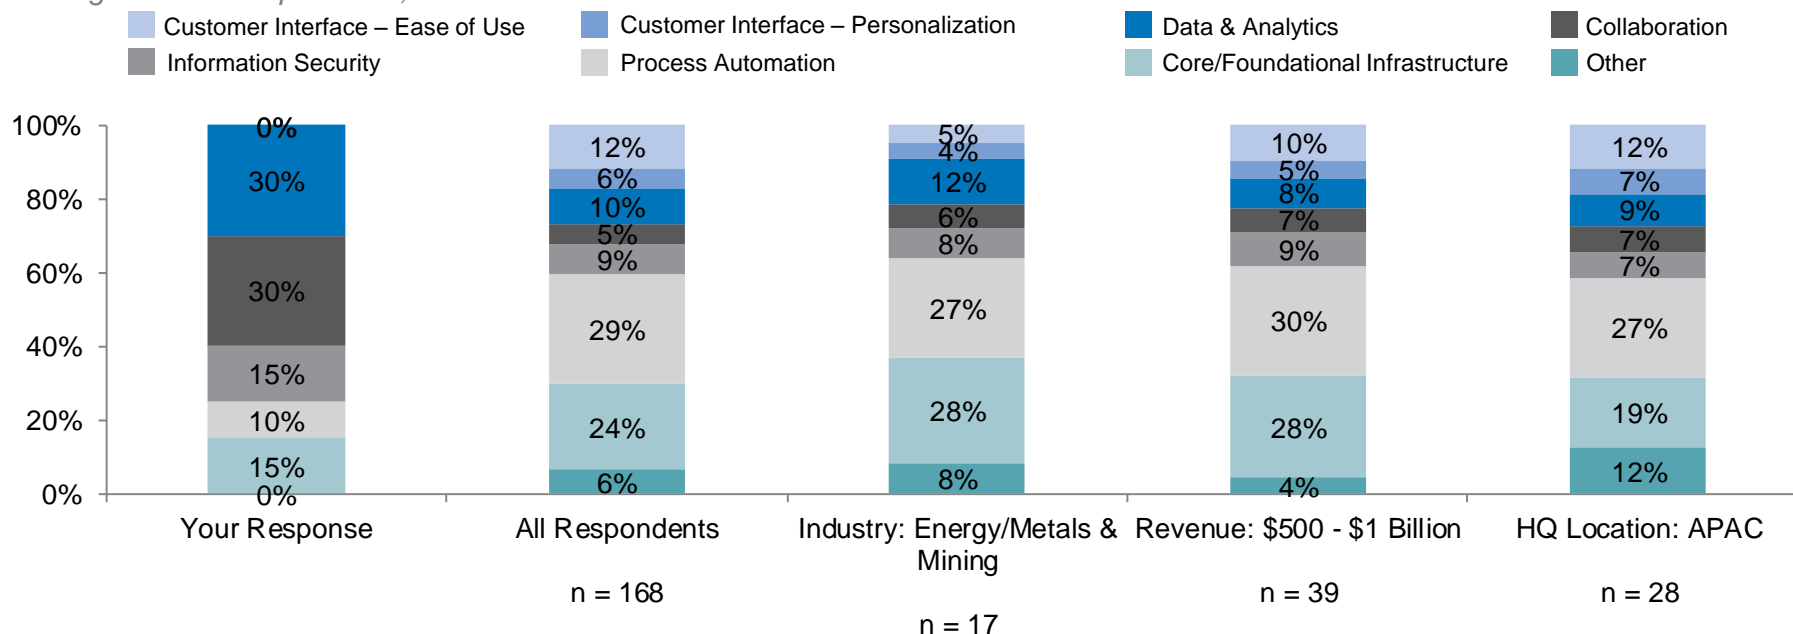 Customer Interface – Ease of Use
Customer Interface – Personalization
Data & Analytics
Collaboration
Information Security
Process Automation
Core/Foundational Infrastructure
Other
100%
80%
60%
40%
20%
0%
0%
30%
30%
15%
10%
15%
0%
12%
6%
10%
5%
9%
29%
24%
6%
5%
4%
12%
6%
8%
27%
28%
8%
10%
5%
8%
7%
9%
30%
28%
4%
12%
7%
9%
7%
7%
27%
19%
12%
Your Response
All Respondents
n = 168
Industry: Energy/Metals &
Mining
n = 17
Revenue: $500 - $1 Billion
n = 39
HQ Location: APAC
n = 28